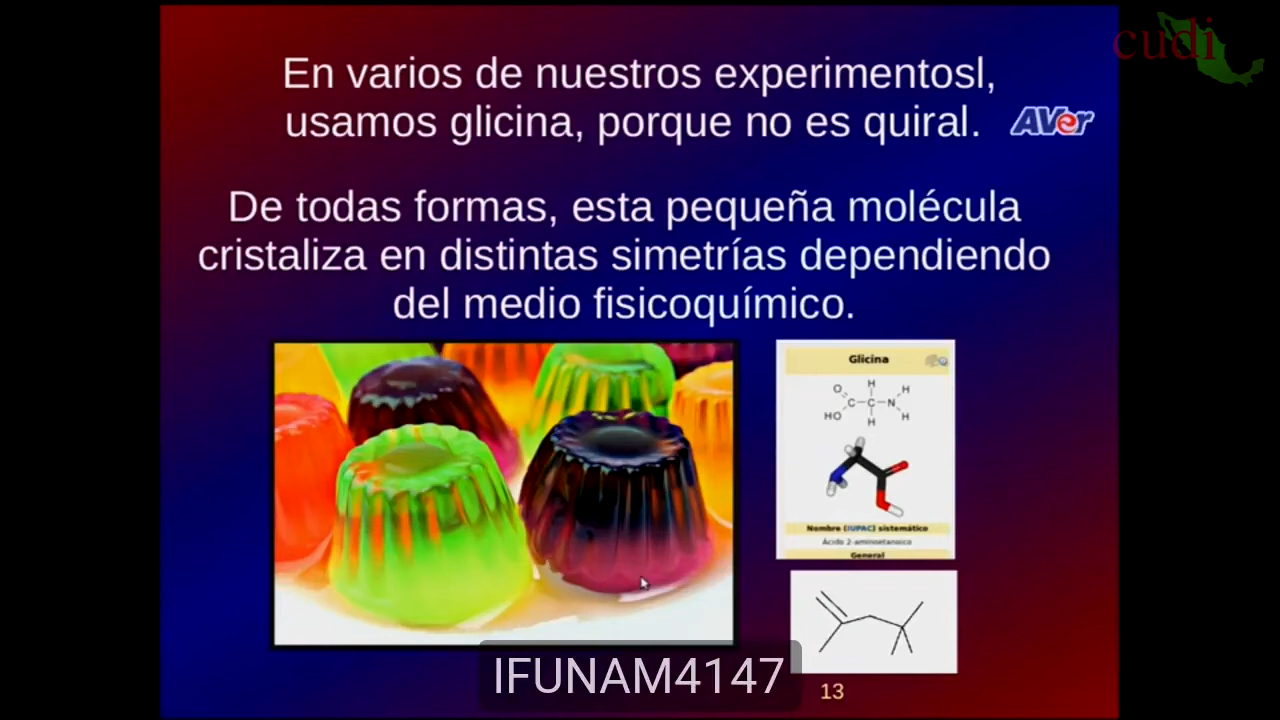 cudi
En varios de nuestros experimentosl,
usamos glicina, porque no es quiral.
AVer
De todas formas, esta pequeña molécula
cristaliza en distintas simetrías dependiendo
del medio fisicoquímico.
Glicina
H
O
H
C
C
N
HO
H
H
Nombre (IUPAC) sistemático
Ácido 2-aminoetanoico
General
IFUNAM4147
13